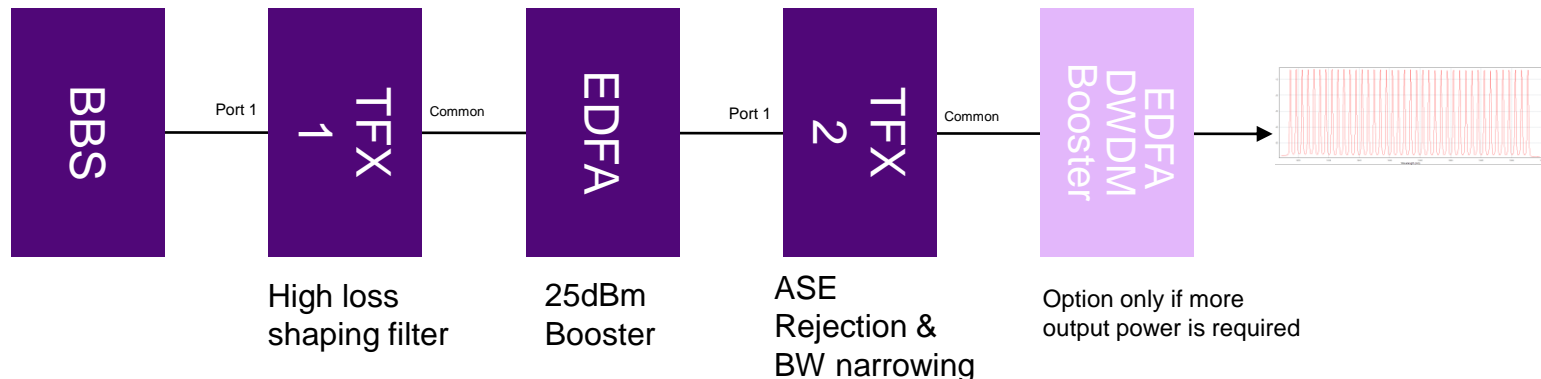 BBS
Port 1
TFX
1
Common
EDFA
Port 1
TFX
2
Common
EDFA
DWDM
Booster
High loss
shaping filter
25dBm
Booster
ASE
Rejection &
BW narrowing
Option only if more
output power is required